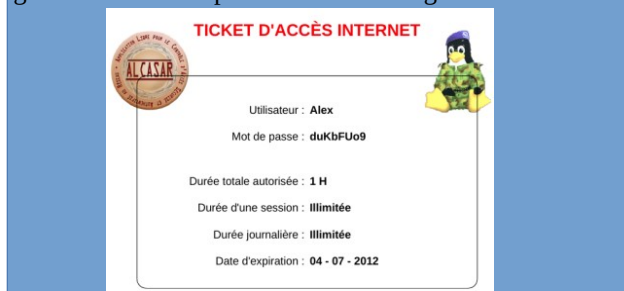 TICKET D'ACCÈS INTERNET
ALCASAR
Utilisateur : Alex
Mot de passe : duKbFUo9
Durée totale autorisée : 1 H
Durée d'une session : Illimitée
Durée journalière : Illimitée
Date d'expiration : 04 - 07 - 2012